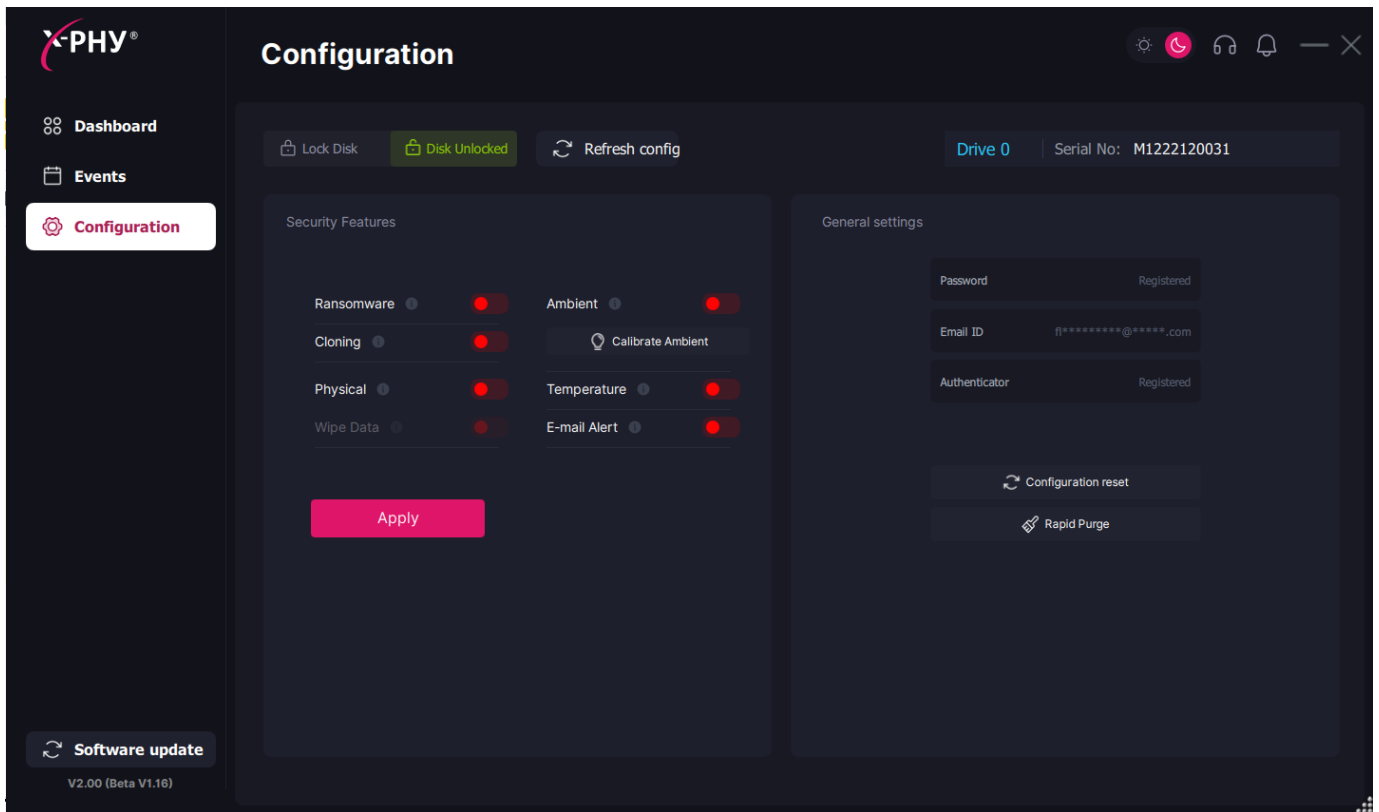 X-PHY®
Configuration
Dashboard
Events
Configuration
Lock Disk
Disk Unlocked
Refresh config
Drive 0
Serial No: M1222120031
Security Features
Ransomware
Ambient
Cloning
Calibrate Ambient
Physical
Temperature
Wipe Data
E-mail Alert
Apply
General settings
Password Registered
Email ID fl*********@*****.com
Authenticator Registered
Configuration reset
Rapid Purge
Software update
V2.00 (Beta V1.16)